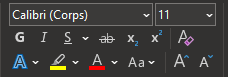 Calibri (Corps) 11
G I S ab x₂ x² A
A A Aa A A